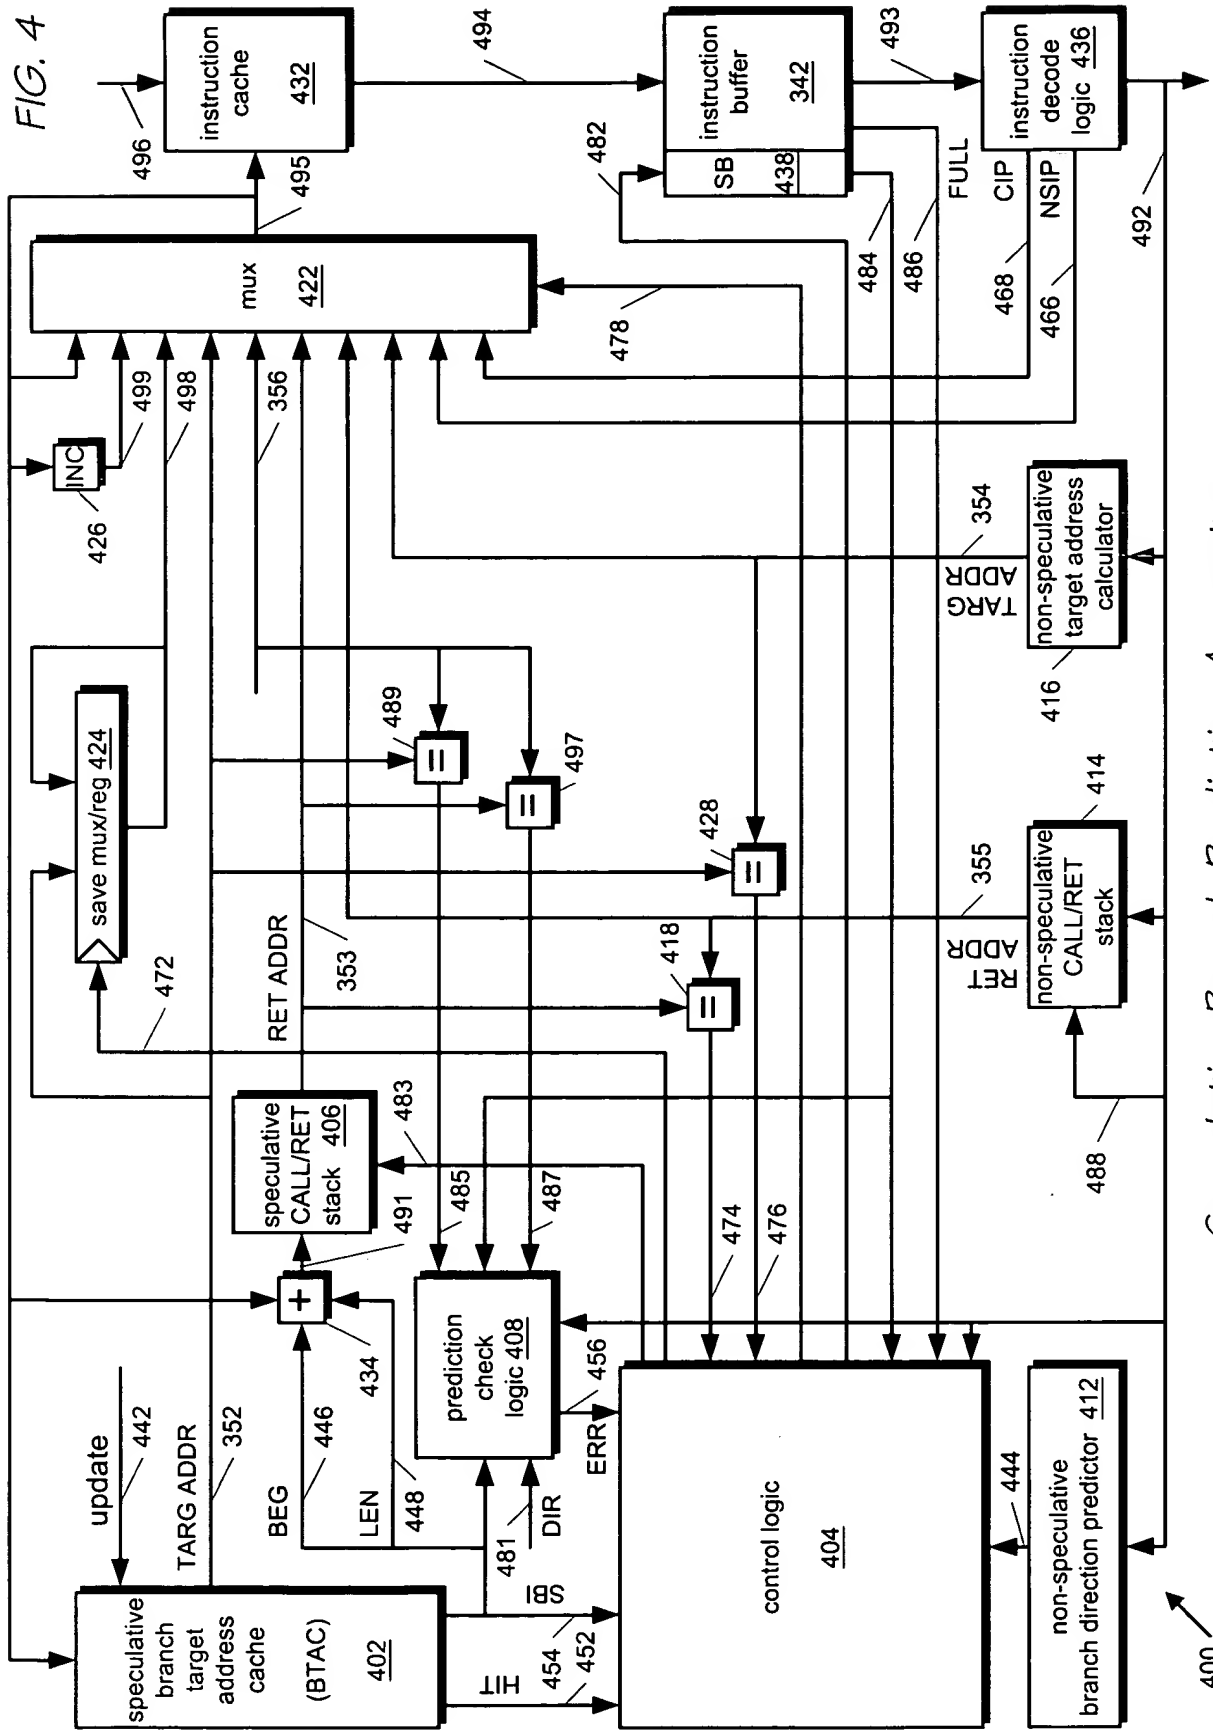 FIG. 4
speculative
branch
target
address
cache
(BTAC)
402
update
442
TARG ADDR
352
BEG
446
LEN
448
434
+
491
speculative
CALL/RET
stack 406
483
RET ADDR
353
472
save mux/reg 424
498
499
INC
426
356
mux
422
495
496
instruction
cache
432
494
478
482
SB
438
instruction
buffer
342
493
484
486
FULL
CIP
NSIP
468
466
instruction
decode
logic 436
492
=
489
=
497
=
428
=
418
485
487
474
476
prediction
check
logic 408
456
ERR
481
DIR
SBI
454
HIT
452
control logic
404
444
non-speculative
branch direction predictor 412
488
non-speculative
CALL/RET
stack
414
RET
ADDR
355
non-speculative
target address
calculator
416
TARG
ADDR
354
400